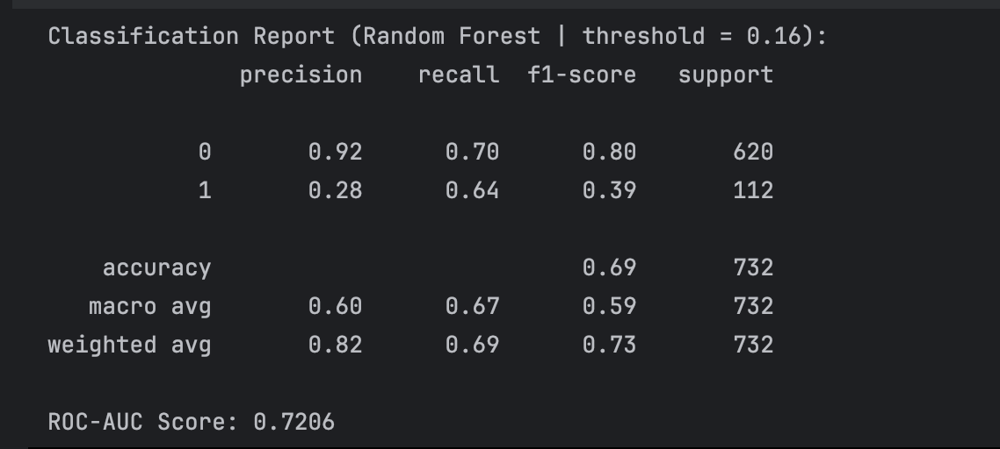 Classification Report (Random Forest | threshold = 0.16):
precision recall f1-score support
0 0.92 0.70 0.80 620
1 0.28 0.64 0.39 112
accuracy 0.69 732
macro avg 0.60 0.67 0.59 732
weighted avg 0.82 0.69 0.73 732
ROC-AUC Score: 0.7206